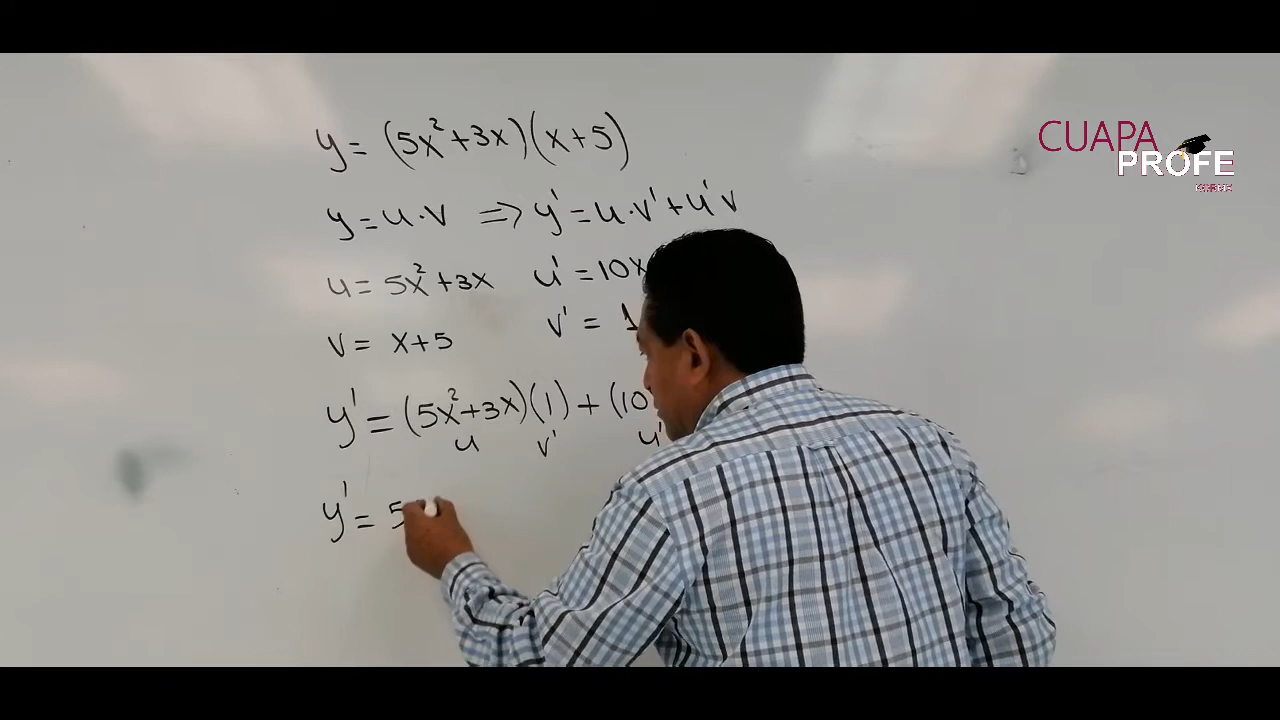 y = (5x²+3x)(x+5)
y = u·v ⇒ y' = u·v' + u'v
u = 5x²+3x u' = 10x
v = x+5 v' = 1
y' = (5x²+3x)(1) + (10
u v' u'
y' = 5
CUAPA
PROFE